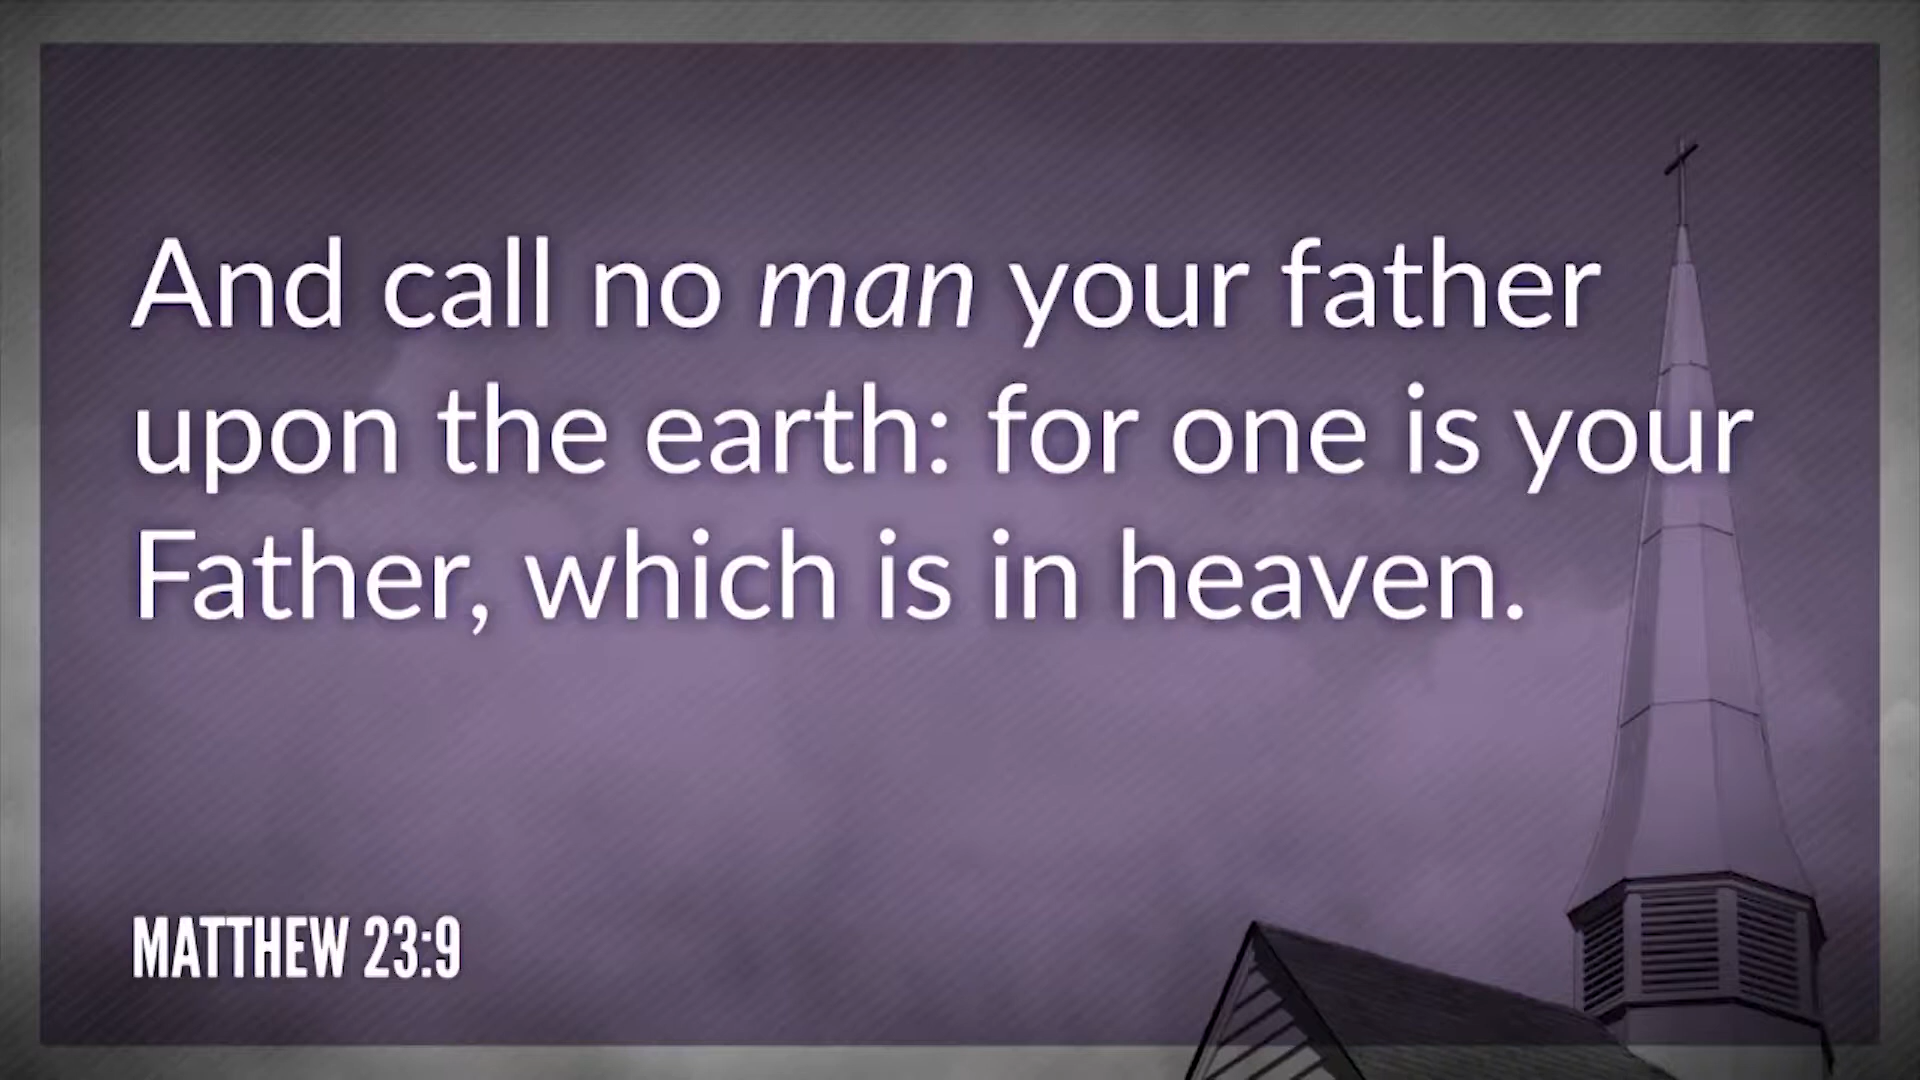 And call no man your father
upon the earth: for one is your
Father, which is in heaven.
MATTHEW 23:9